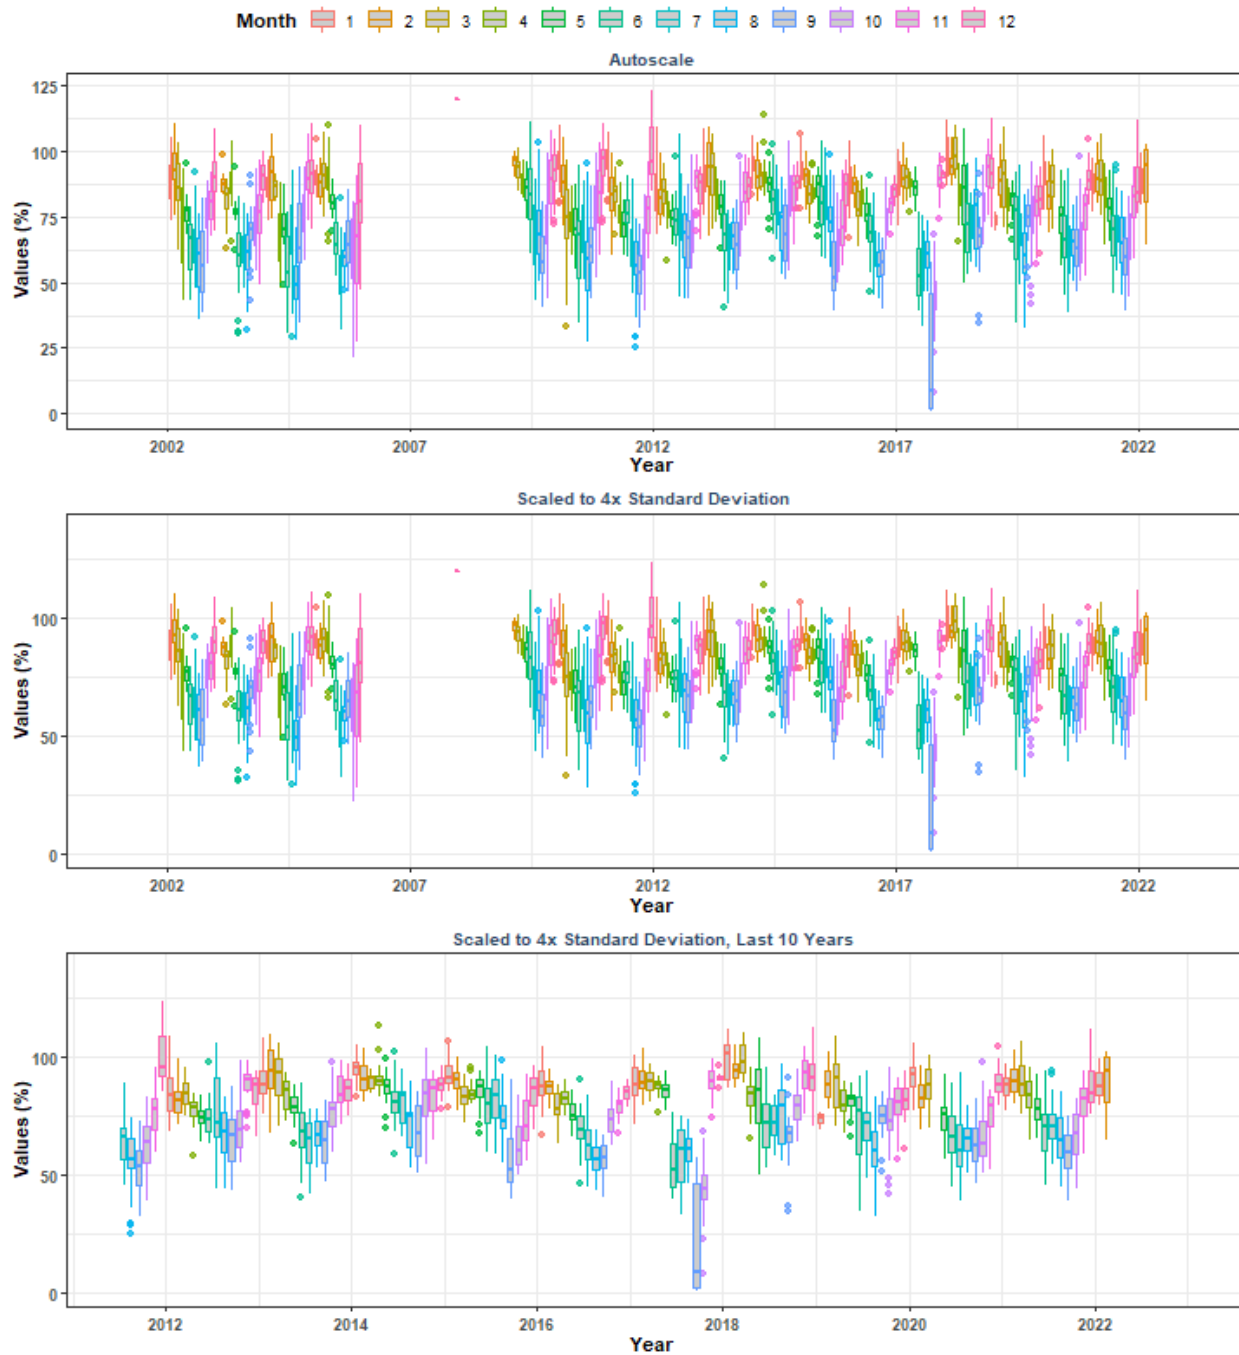 Month 1 2 3 4 5 6 7 8 9 10 11 12
Autoscale
Values (%)
125
100
75
50
25
0
2002 2007 2012 2017 2022
Year
Scaled to 4x Standard Deviation
Values (%)
100
50
0
2002 2007 2012 2017 2022
Year
Scaled to 4x Standard Deviation, Last 10 Years
Values (%)
100
50
0
2012 2014 2016 2018 2020 2022
Year